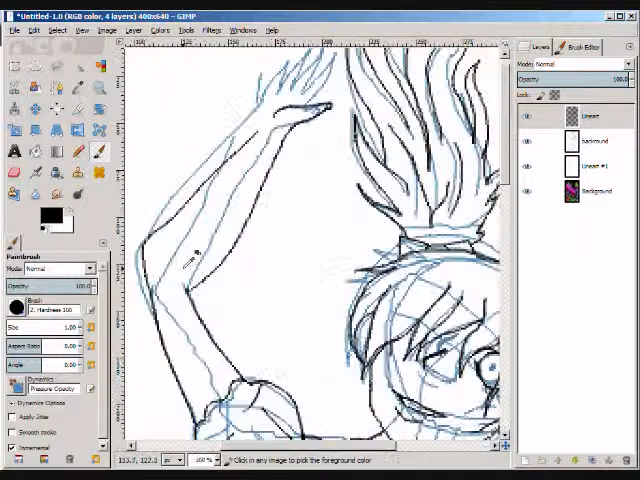 *Untitled-1.0 (RGB color, 4 layers) 400x640 – GIMP
File Edit Select View Image Layer Colors Tools Filters Windows Help
Layers Brush Editor
Mode: Normal
Opacity 100.0
Lock:
Lineart
backround
Lineart #1
Background
Paintbrush
Mode: Normal
Opacity 100.0
Brush
2. Hardness 100
Size 1.00
Aspect Ratio 0.00
Angle 0.00
Dynamics
Pressure Opacity
Dynamics Options
Apply Jitter
Smooth stroke
Incremental
px
Click in any image to pick the foreground color